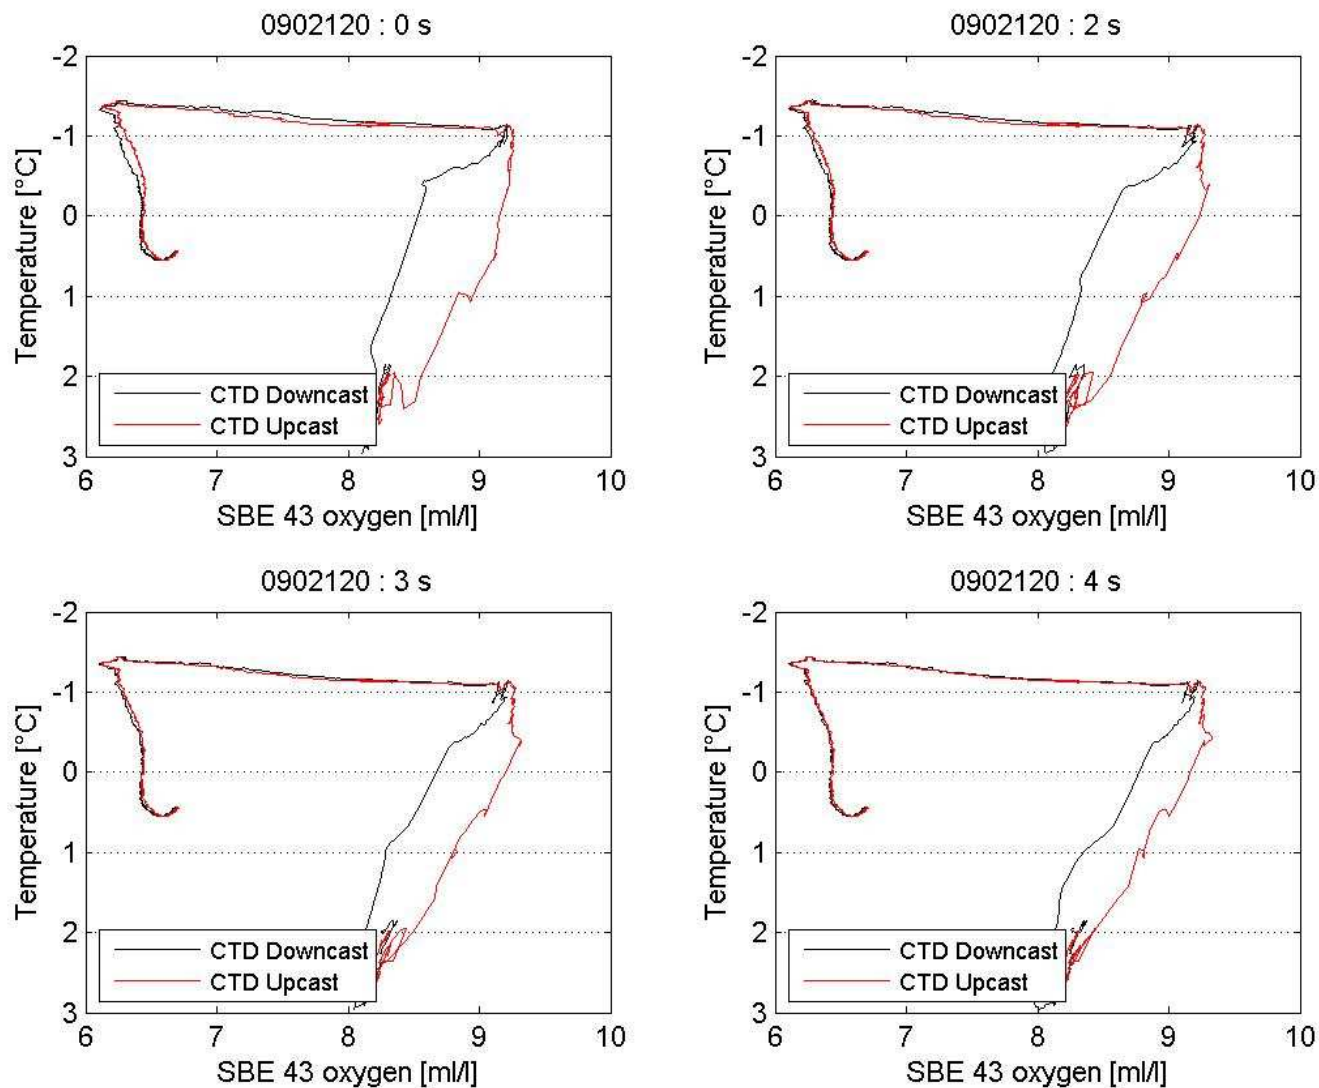 0902120 : 0 s
-2
-1
0
1
2
3
Temperature [°C]
CTD Downcast
CTD Upcast
6 7 8 9 10
SBE 43 oxygen [ml/l]
0902120 : 2 s
-2
-1
0
1
2
3
Temperature [°C]
CTD Downcast
CTD Upcast
6 7 8 9 10
SBE 43 oxygen [ml/l]
0902120 : 3 s
-2
-1
0
1
2
3
Temperature [°C]
CTD Downcast
CTD Upcast
6 7 8 9 10
SBE 43 oxygen [ml/l]
0902120 : 4 s
-2
-1
0
1
2
3
Temperature [°C]
CTD Downcast
CTD Upcast
6 7 8 9 10
SBE 43 oxygen [ml/l]